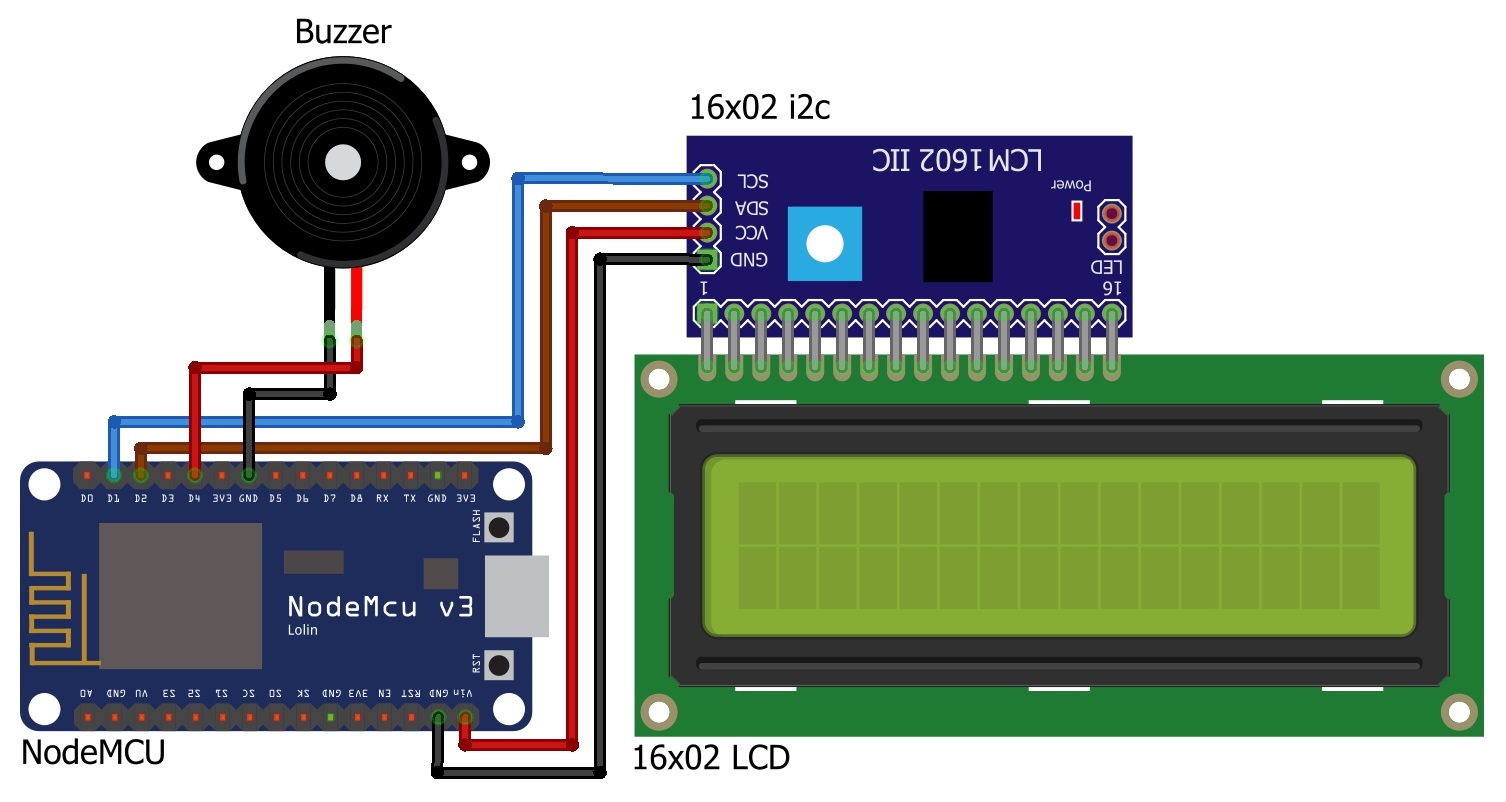 Buzzer
16x02 i2c
LCM1602 IIC
SCL
SDA
VCC
GND
Power
LED
1
16
D0 D1 D2 D3 D4 3V3 GND D5 D6 D7 D8 RX TX GND 3V3
FLASH
NodeMcu v3
Lolin
RST
A0 GND VU S3 S2 S1 SC S0 SK GND 3V3 EN RST GND Vin
NodeMCU
16x02 LCD